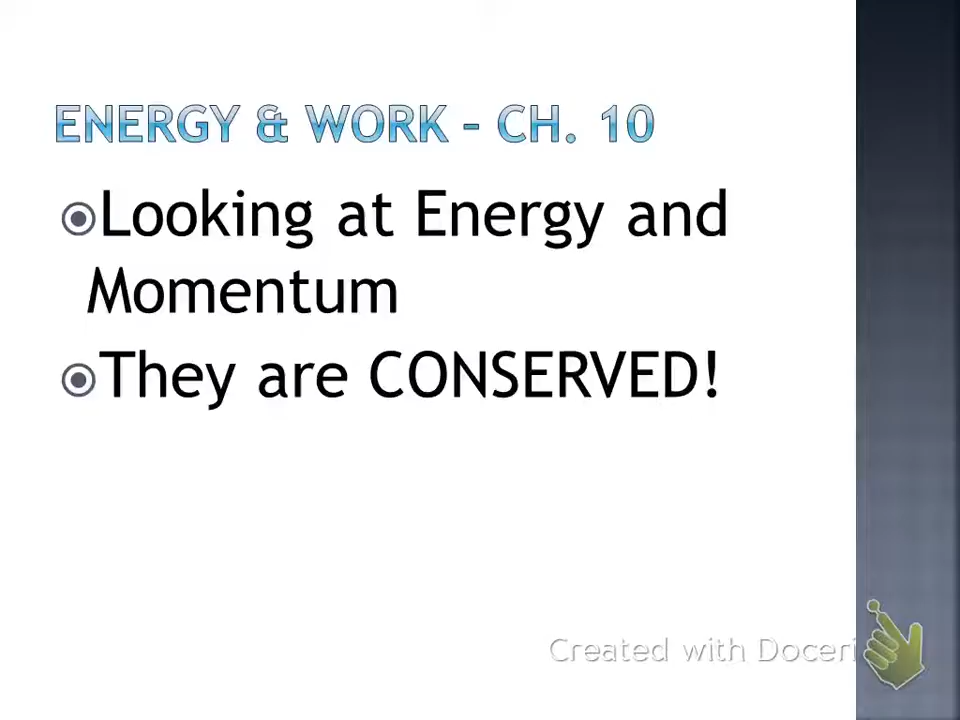 ENERGY & WORK – CH. 10
Looking at Energy and
Momentum
They are CONSERVED!
Created with Doceri